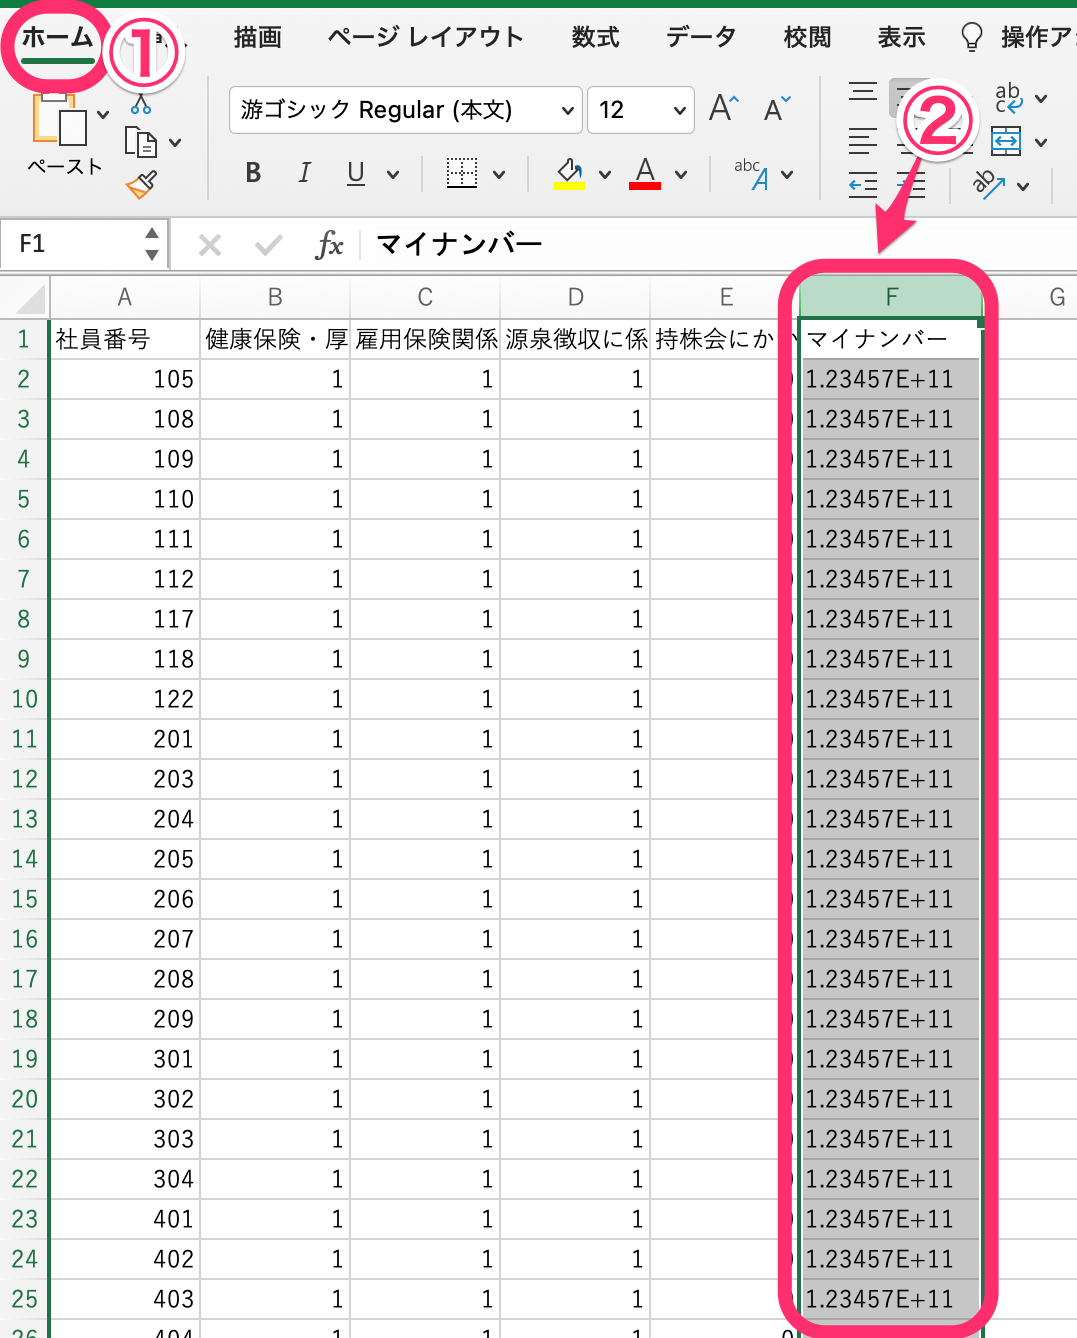 ホーム ① 描画 ページ レイアウト 数式 データ 校閲 表示 操作ア
②
ペースト 游ゴシック Regular (本文) 12 A A ab c
B I U A abc A ab
F1 fx マイナンバー
A B C D E F G
1 社員番号 健康保険・厚 雇用保険関係 源泉徴収に係 持株会にか マイナンバー
2 105 1 1 1 1.23457E+11
3 108 1 1 1 1.23457E+11
4 109 1 1 1 1.23457E+11
5 110 1 1 1 1.23457E+11
6 111 1 1 1 1.23457E+11
7 112 1 1 1 1.23457E+11
8 117 1 1 1 1.23457E+11
9 118 1 1 1 1.23457E+11
10 122 1 1 1 1.23457E+11
11 201 1 1 1 1.23457E+11
12 203 1 1 1 1.23457E+11
13 204 1 1 1 1.23457E+11
14 205 1 1 1 1.23457E+11
15 206 1 1 1 1.23457E+11
16 207 1 1 1 1.23457E+11
17 208 1 1 1 1.23457E+11
18 209 1 1 1 1.23457E+11
19 301 1 1 1 1.23457E+11
20 302 1 1 1 1.23457E+11
21 303 1 1 1 1.23457E+11
22 304 1 1 1 1.23457E+11
23 401 1 1 1 1.23457E+11
24 402 1 1 1 1.23457E+11
25 403 1 1 1 1.23457E+11
26 404 1 1 1 0